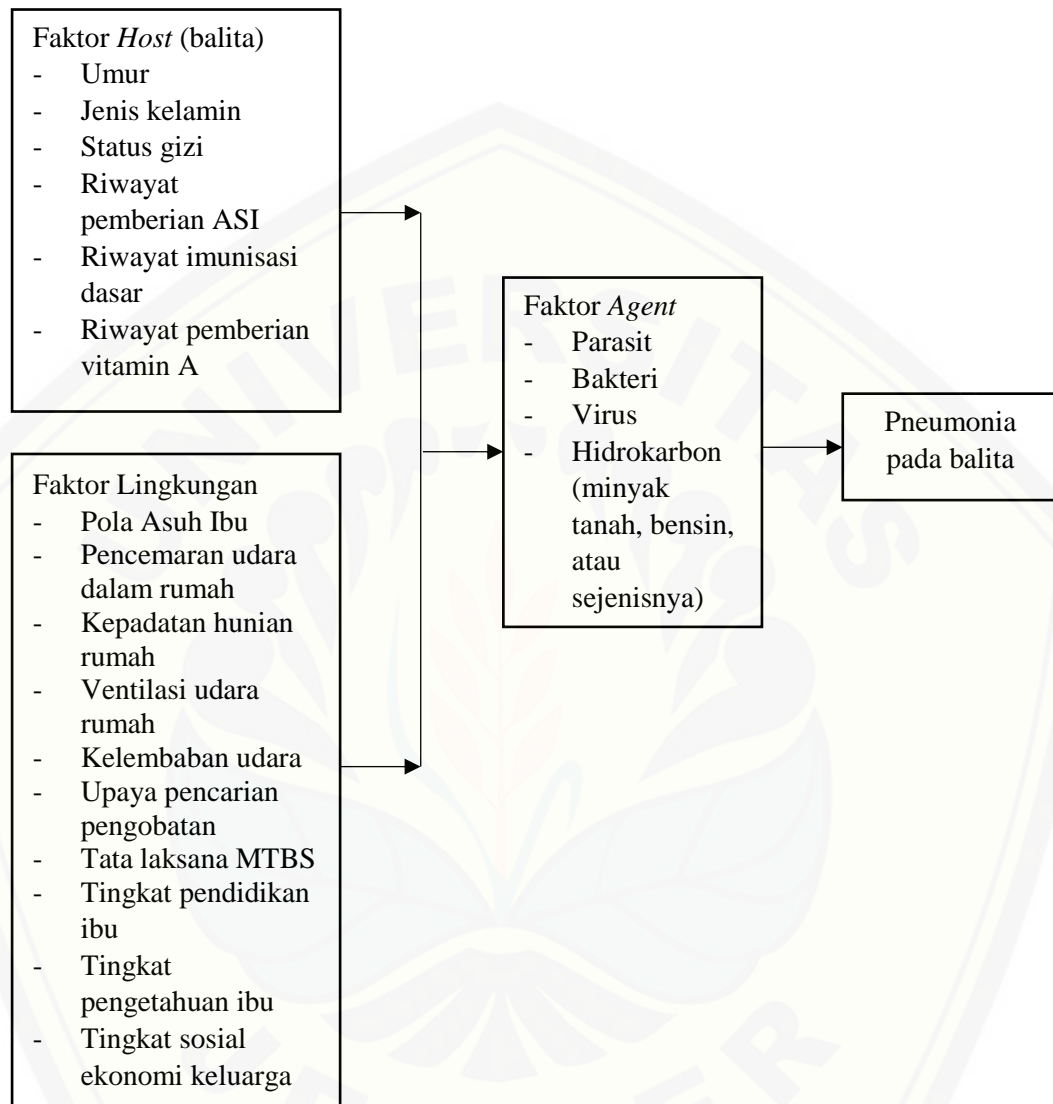 Faktor Host (balita)
- Umur
- Jenis kelamin
- Status gizi
- Riwayat
pemberian ASI
- Riwayat imunisasi
dasar
- Riwayat pemberian
vitamin A
Faktor Lingkungan
- Pola Asuh Ibu
- Pencemaran udara
dalam rumah
- Kepadatan hunian
rumah
- Ventilasi udara
rumah
- Kelembaban udara
- Upaya pencarian
pengobatan
- Tata laksana MTBS
- Tingkat pendidikan
ibu
- Tingkat
pengetahuan ibu
- Tingkat sosial
ekonomi keluarga
Faktor Agent
- Parasit
- Bakteri
- Virus
- Hidrokarbon
(minyak
tanah, bensin,
atau
sejenisnya)
Pneumonia
pada balita
UNIVERSITAS